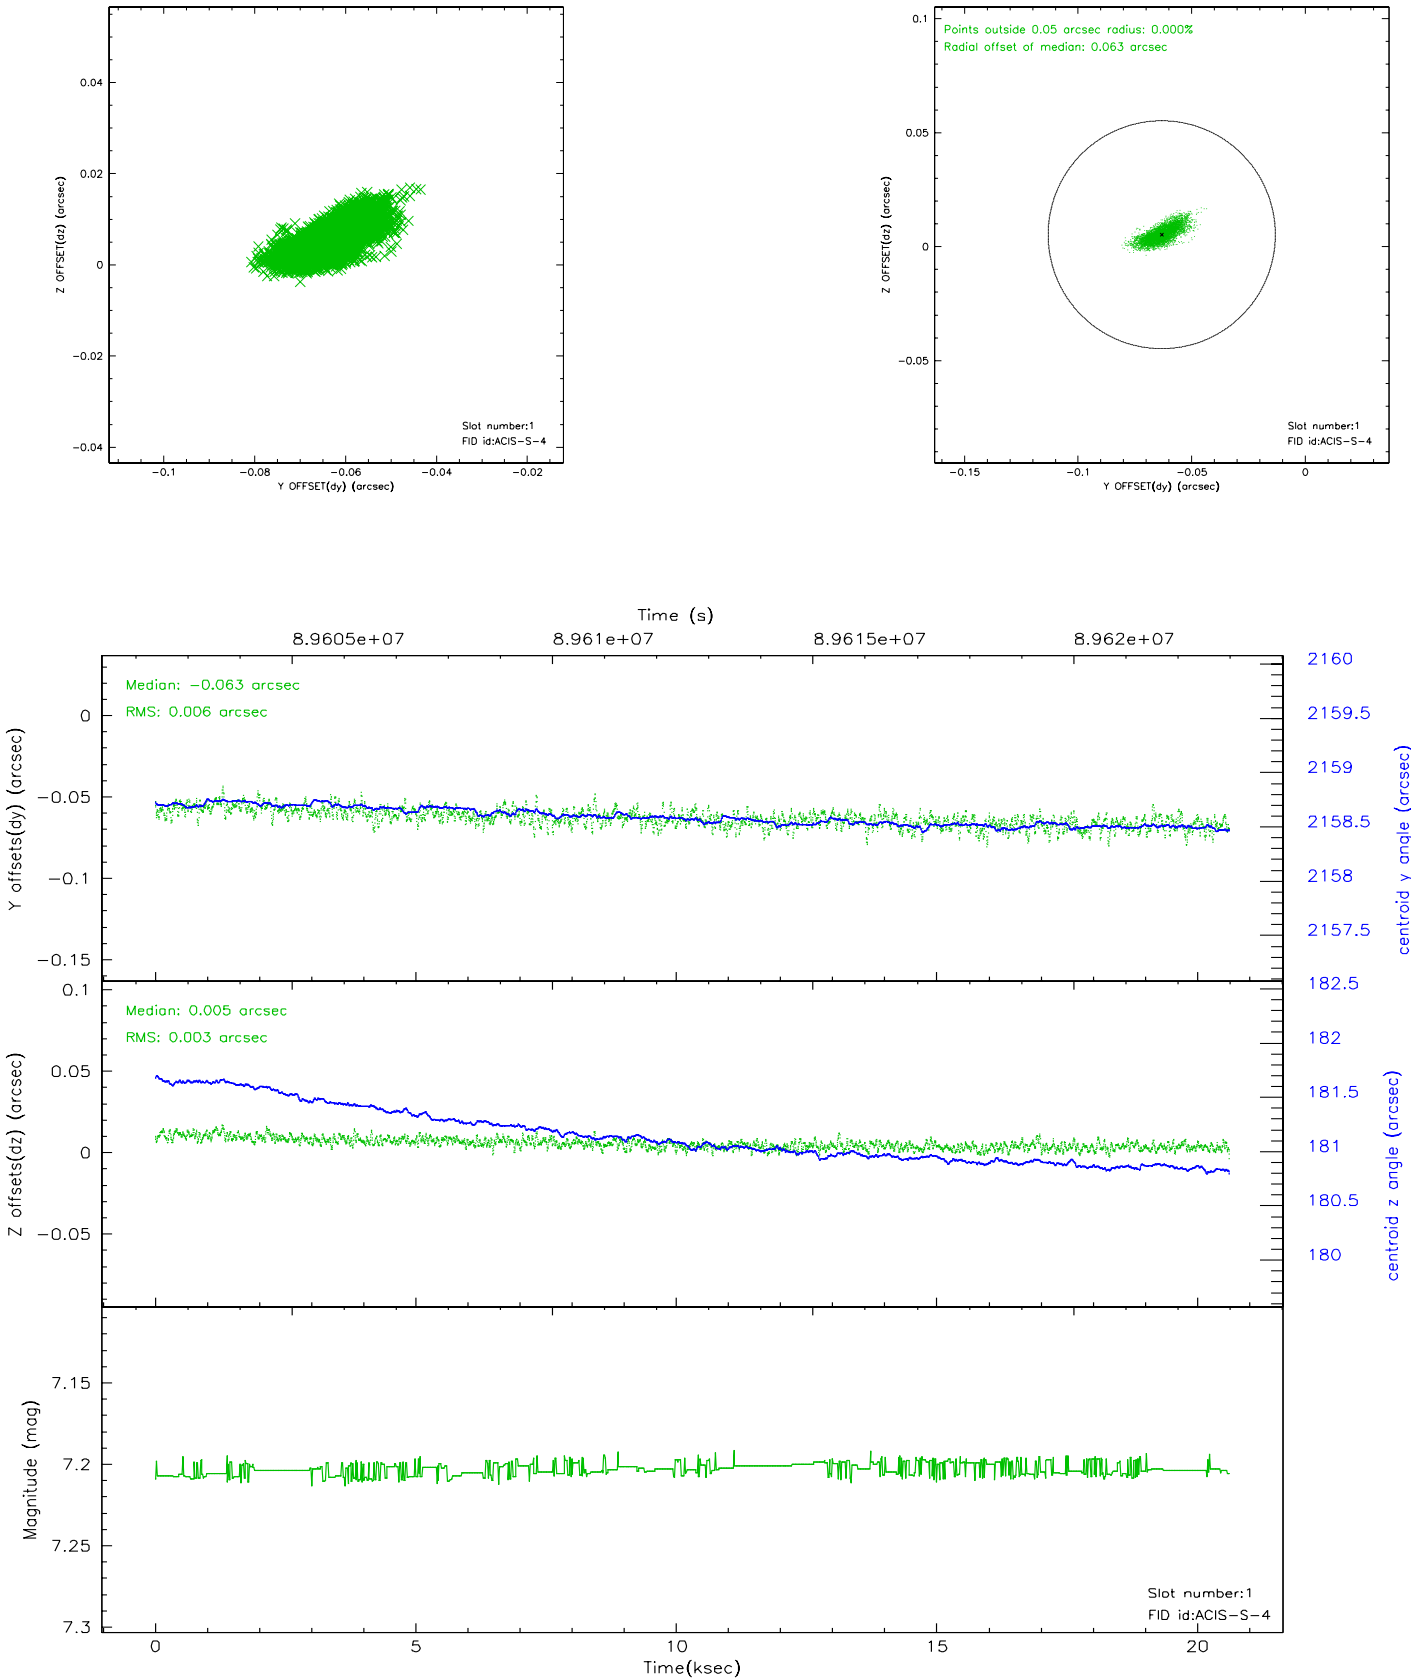 0.04
0.02
0
−0.02
−0.04
Z OFFSET(dz) (arcsec)
Slot number:1
FID id:ACIS−S−4
−0.1
−0.08
−0.06
−0.04
−0.02
Y OFFSET(dy) (arcsec)
Points outside 0.05 arcsec radius: 0.000%
Radial offset of median: 0.063 arcsec
0.1
0.05
0
−0.05
Z OFFSET(dz) (arcsec)
Slot number:1
FID id:ACIS−S−4
−0.15
−0.1
−0.05
0
Y OFFSET(dy) (arcsec)
Time (s)
8.9605e+07
8.961e+07
8.9615e+07
8.962e+07
Median: −0.063 arcsec
RMS: 0.006 arcsec
0
−0.05
−0.1
−0.15
Y offsets(dy) (arcsec)
2160
2159.5
2159
2158.5
2158
2157.5
centroid y angle (arcsec)
Median: 0.005 arcsec
RMS: 0.003 arcsec
0.1
0.05
0
−0.05
Z offsets(dz) (arcsec)
182.5
182
181.5
181
180.5
180
centroid z angle (arcsec)
7.15
7.2
7.25
7.3
Magnitude (mag)
Slot number:1
FID id:ACIS−S−4
0
5
10
15
20
Time(ksec)